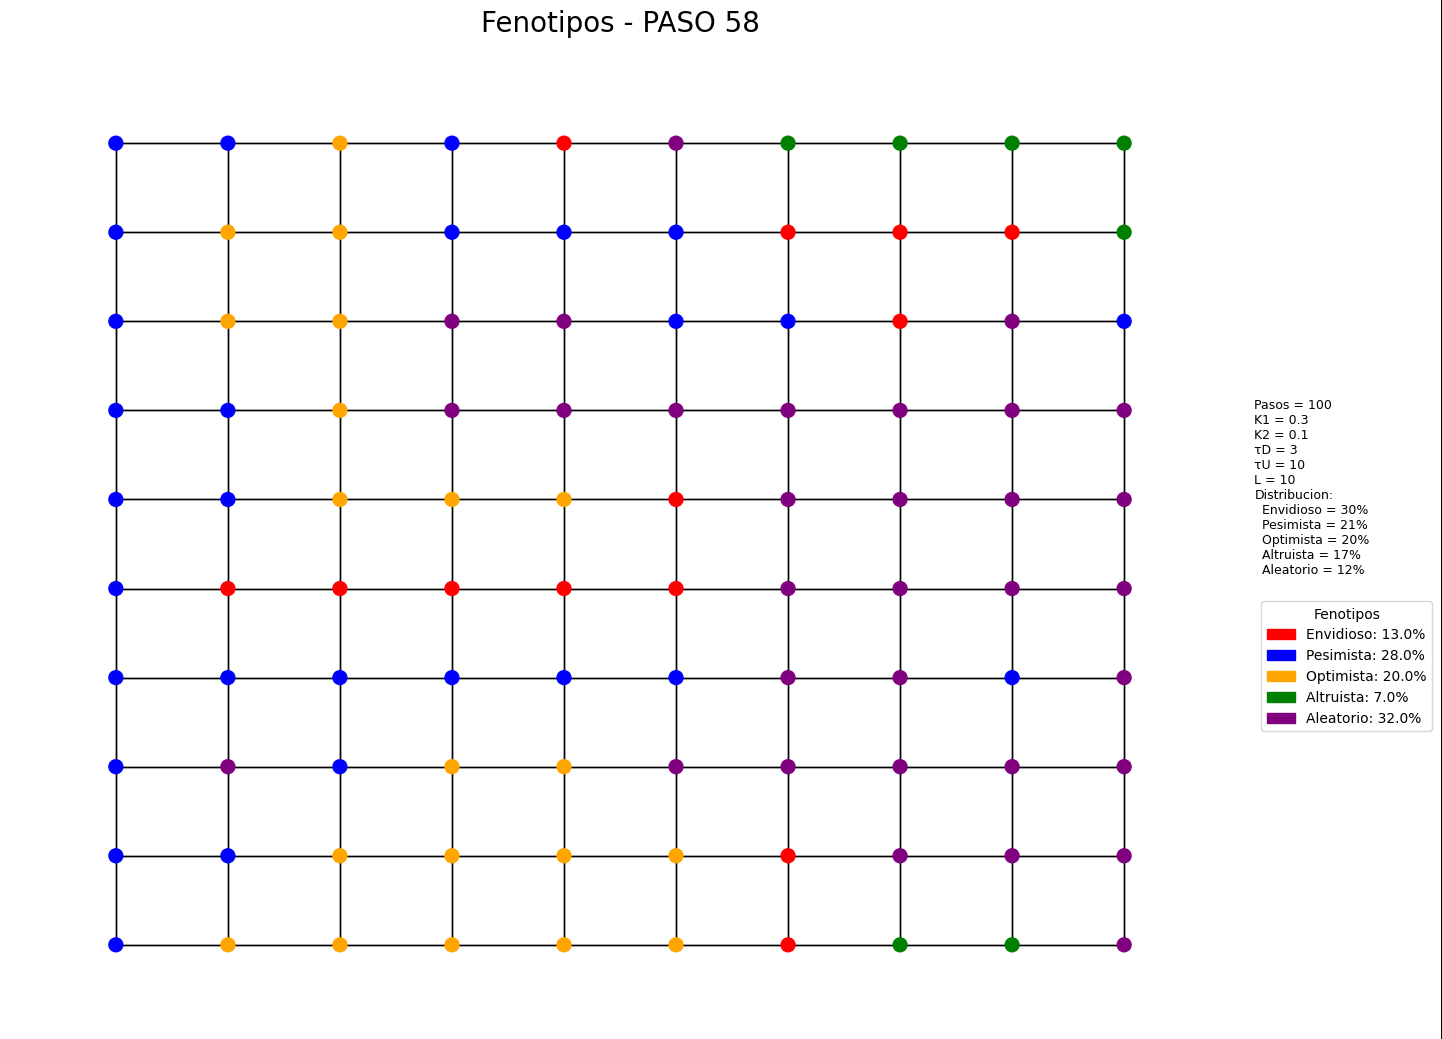 Fenotipos - PASO 58
Pasos = 100
K1 = 0.3
K2 = 0.1
τD = 3
τU = 10
L = 10
Distribucion:
Envidioso = 30%
Pesimista = 21%
Optimista = 20%
Altruista = 17%
Aleatorio = 12%
Fenotipos
Envidioso: 13.0%
Pesimista: 28.0%
Optimista: 20.0%
Altruista: 7.0%
Aleatorio: 32.0%